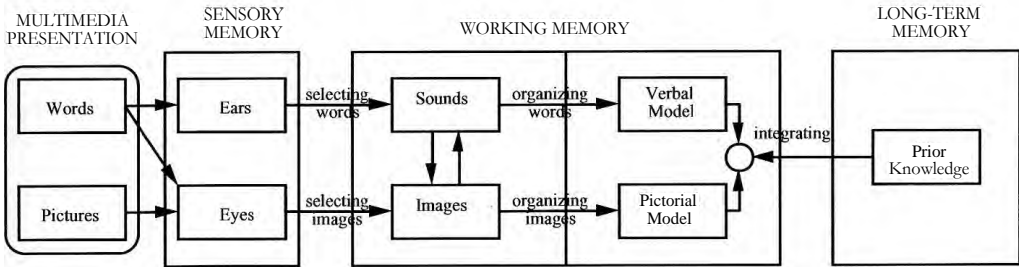 MULTIMEDIA
PRESENTATION
SENSORY
MEMORY
WORKING MEMORY
LONG-TERM
MEMORY
Words
Pictures
Ears
Eyes
selecting
words
selecting
images
Sounds
Images
organizing
words
organizing
images
Verbal
Model
Pictorial
Model
integrating
Prior
Knowledge